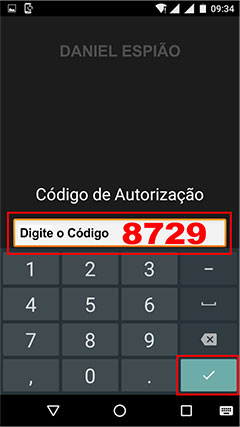 09:34
DANIEL ESPIÃO
Código de Autorização
Digite o Código 8729
1 2 3 –
4 5 6
7 8 9
, 0 .